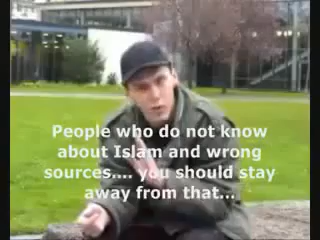 People who do not know
about Islam and wrong
sources.... you should stay
away from that...